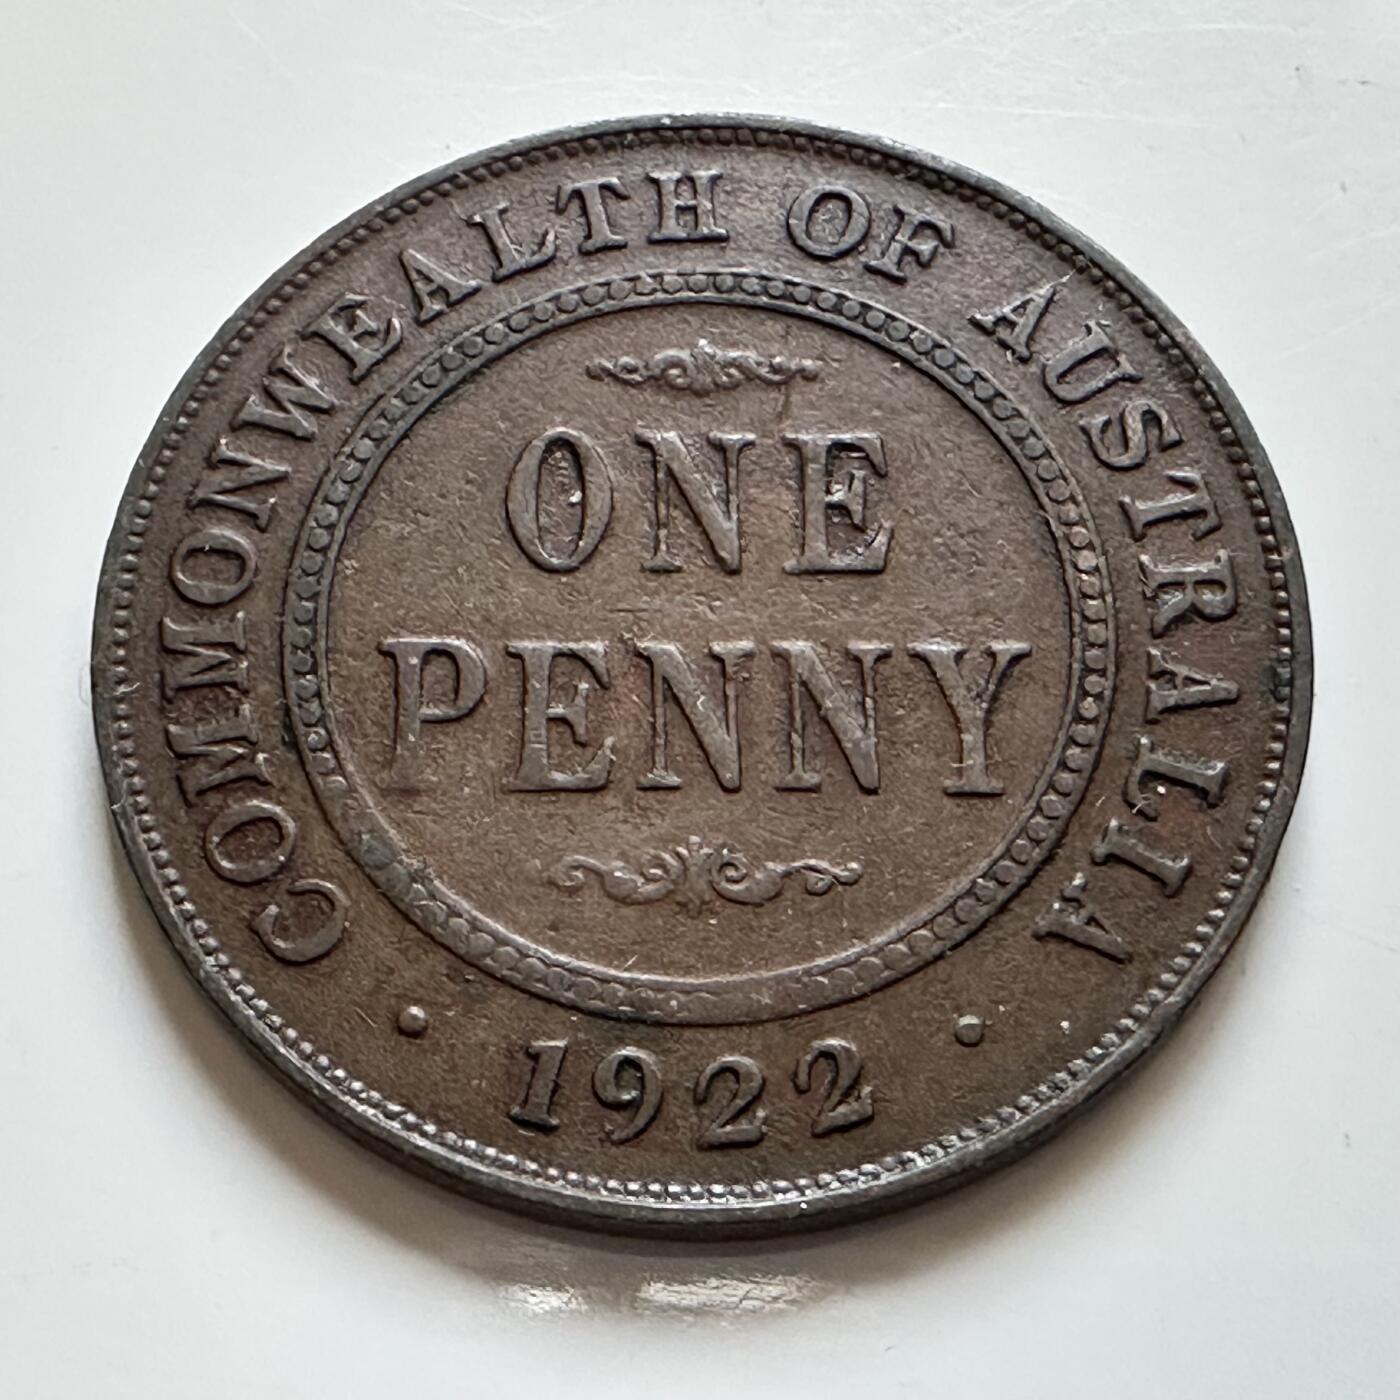 COMMONWEALTH OF AUSTRALIA
ONE
PENNY
· 1922 ·